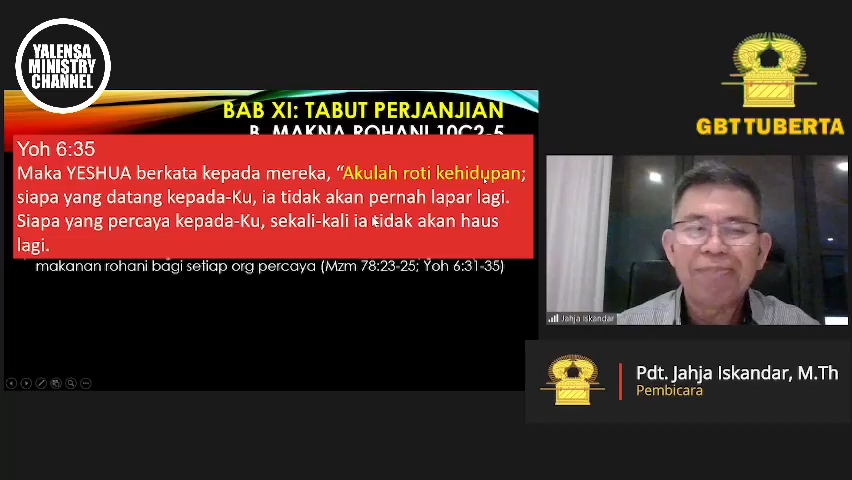 YALENSA
MINISTRY
CHANNEL
BAB XI: TABUT PERJANJIAN
B. MAKNA ROHANI 10C2-5
Yoh 6:35
Maka YESHUA berkata kepada mereka, “Akulah roti kehidupan;
siapa yang datang kepada-Ku, ia tidak akan pernah lapar lagi.
Siapa yang percaya kepada-Ku, sekali-kali ia tidak akan haus
lagi.
makanan rohani bagi setiap org percaya (Mzm 78:23-25; Yoh 6:31-35)
GBT TUBERTA
Jahja Iskandar
Pdt. Jahja Iskandar, M.Th
Pembicara